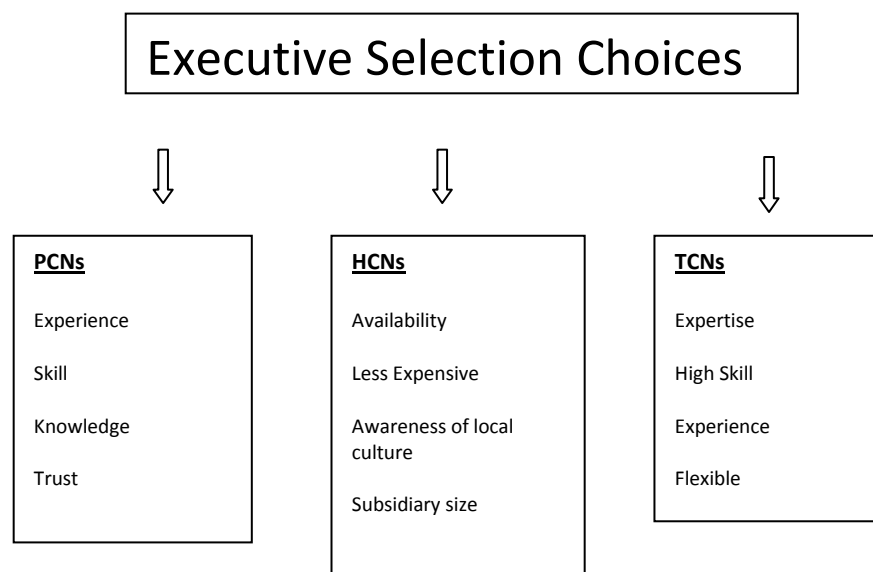 Executive Selection Choices
PCNs
Experience
Skill
Knowledge
Trust
HCNs
Availability
Less Expensive
Awareness of local
culture
Subsidiary size
TCNs
Expertise
High Skill
Experience
Flexible